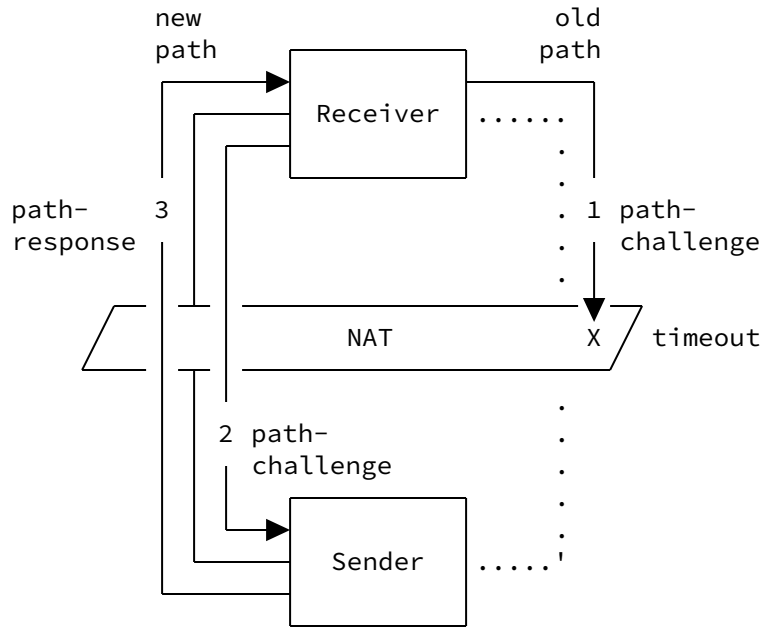 new
path
old
path
Receiver
path-
response
3
1
path-
challenge
NAT
X
timeout
2
path-
challenge
Sender